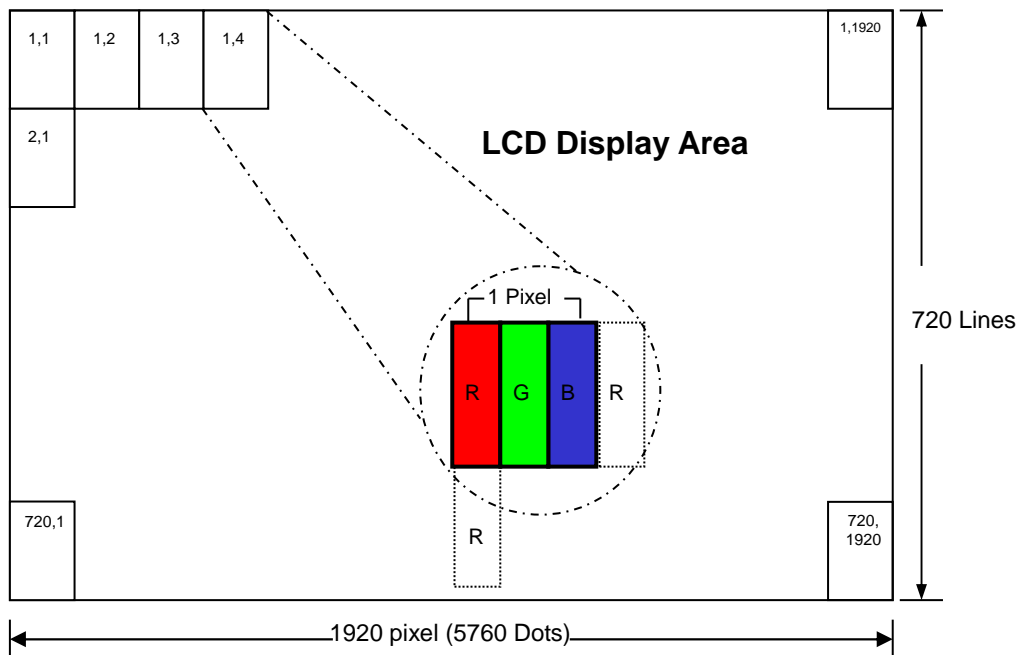 1,1
1,2
1,3
1,4
1,1920
2,1
LCD Display Area
1 Pixel
720 Lines
R
G
B
R
R
720,1
720,
1920
1920 pixel (5760 Dots)